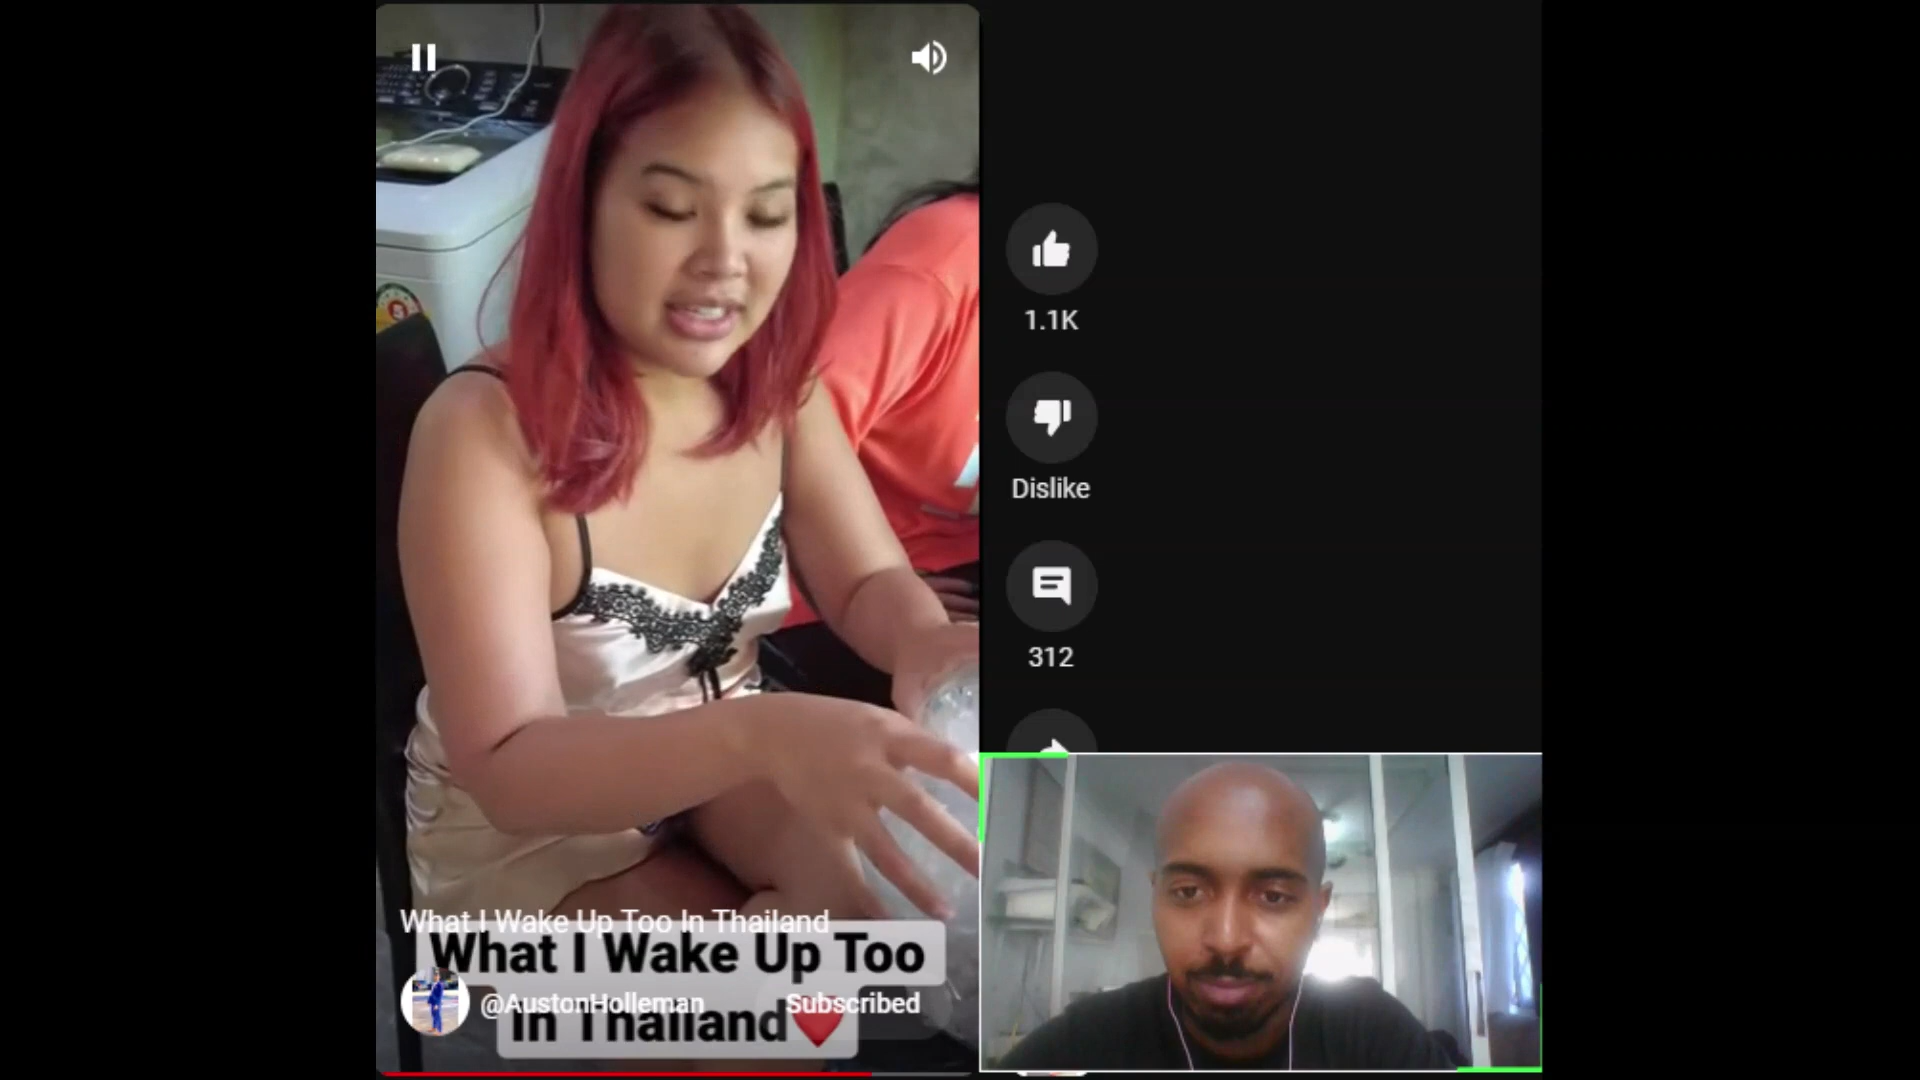 1.1K
Dislike
312
What I Wake Up Too In Thailand
What I Wake Up Too
In Thailand❤️
@AustonHolleman Subscribed